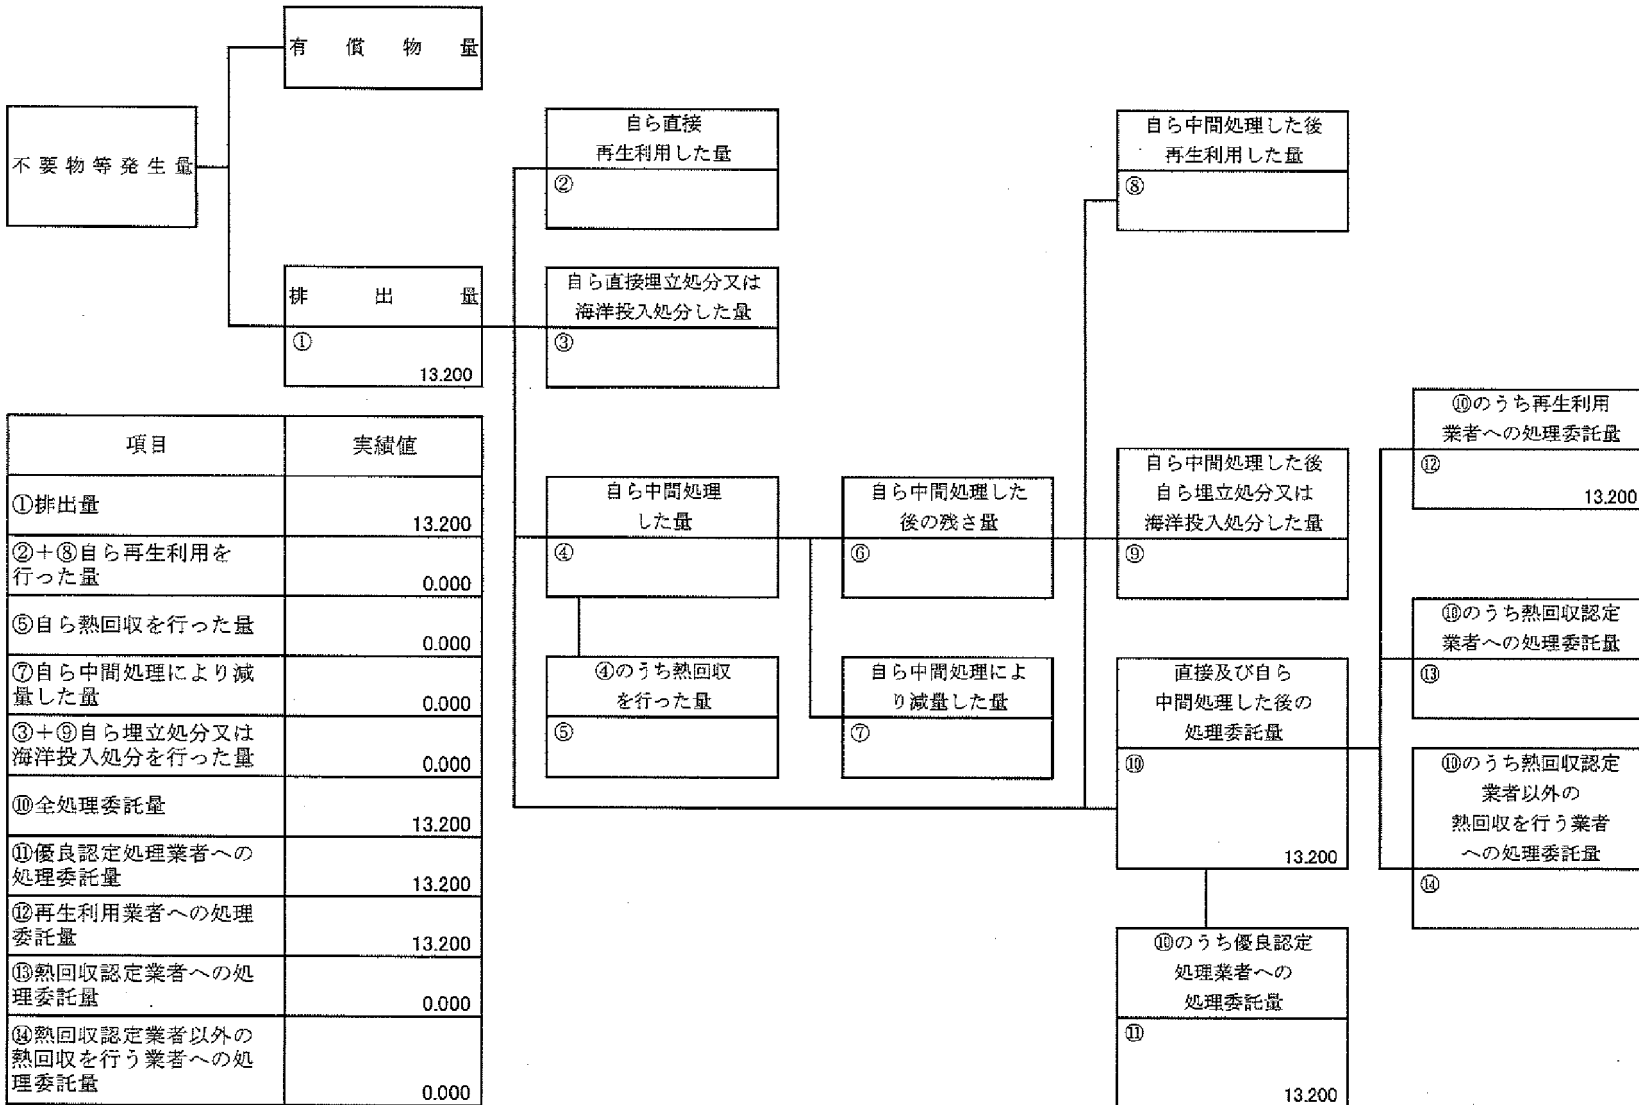 有償物量
不要物等発生量
排出量
①
13.200
自ら直接
再生利用した量
②
自ら直接埋立処分又は
海洋投入処分した量
③
自ら中間処理した後
再生利用した量
⑧
自ら中間処理
した量
④
自ら中間処理した
後の残さ量
⑥
自ら中間処理した後
自ら埋立処分又は
海洋投入処分した量
⑨
④のうち熱回収
を行った量
⑤
自ら中間処理によ
り減量した量
⑦
直接及び自ら
中間処理した後の
処理委託量
⑩
13.200
⑩のうち優良認定
処理業者への
処理委託量
⑪
13.200
⑩のうち再生利用
業者への処理委託量
⑫
13.200
⑩のうち熱回収認定
業者への処理委託量
⑬
⑩のうち熱回収認定
業者以外の
熱回収を行う業者
への処理委託量
⑭
項目 実績値
①排出量 13.200
②+⑧自ら再生利用を
行った量 0.000
⑤自ら熱回収を行った量 0.000
⑦自ら中間処理により減
量した量 0.000
③+⑨自ら埋立処分又は
海洋投入処分を行った量 0.000
⑩全処理委託量 13.200
⑪優良認定処理業者への
処理委託量 13.200
⑫再生利用業者への処理
委託量 13.200
⑬熱回収認定業者への処
理委託量 0.000
⑭熱回収認定業者以外の
熱回収を行う業者への処
理委託量 0.000